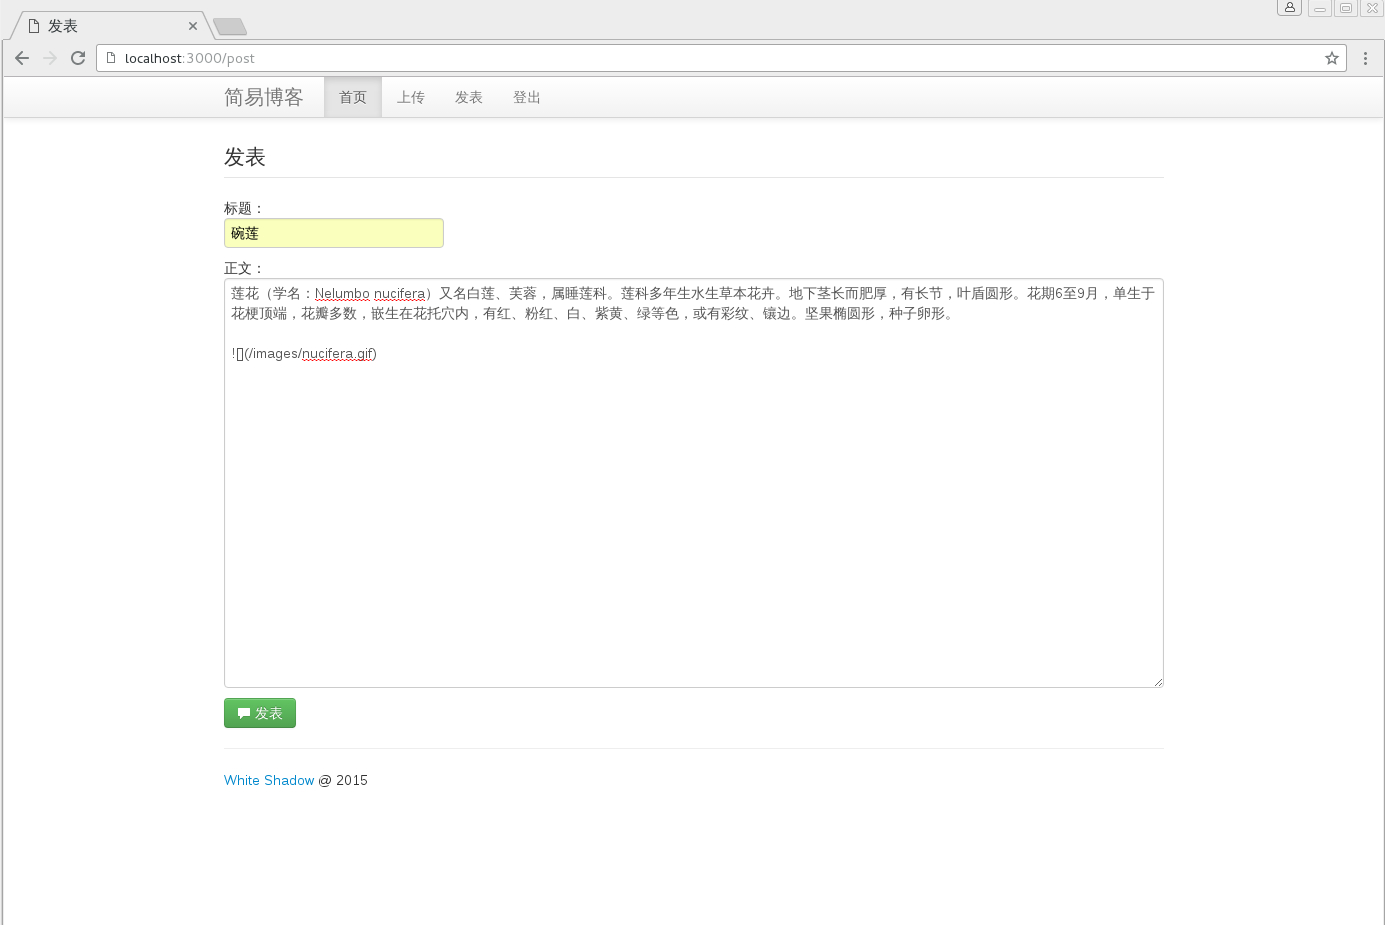 发表
localhost:3000/post
简易博客 首页 上传 发表 登出
发表
标题：
碗莲
正文：
莲花（学名：Nelumbo nucifera）又名白莲、芙蓉，属睡莲科。莲科多年生水生草本花卉。地下茎长而肥厚，有长节，叶盾圆形。花期6至9月，单生于
花梗顶端，花瓣多数，嵌生在花托穴内，有红、粉红、白、紫黄、绿等色，或有彩纹、镶边。坚果椭圆形，种子卵形。
![](/images/nucifera.gif)
发表
White Shadow @ 2015